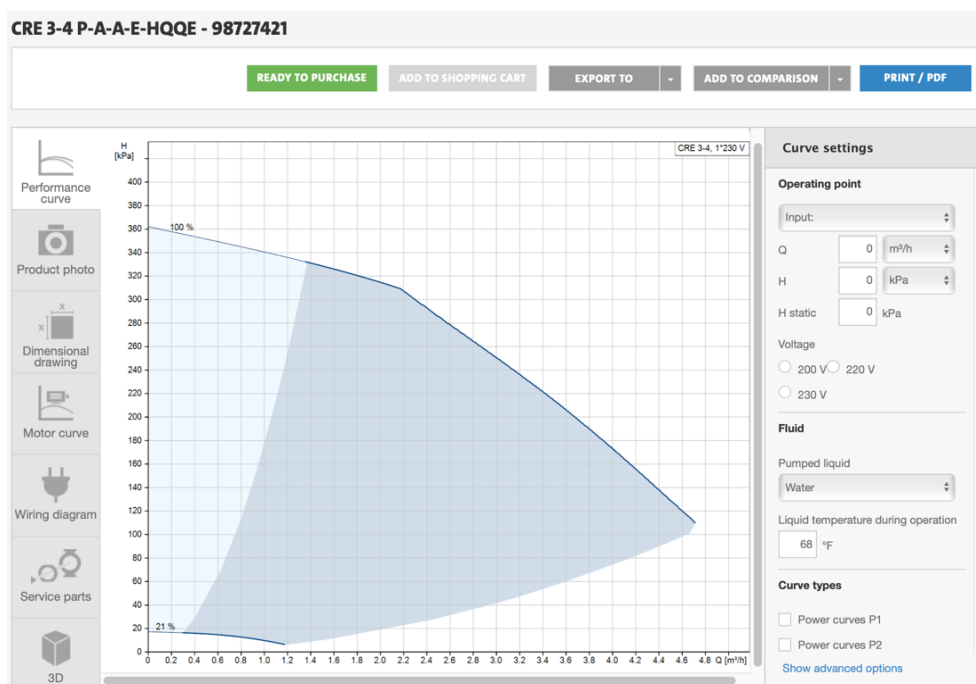 CRE 3-4 P-A-A-E-HQQE - 98727421
READY TO PURCHASE
ADD TO SHOPPING CART
EXPORT TO
ADD TO COMPARISON
PRINT / PDF
Performance
curve
Product photo
x
x
Dimensional
drawing
Motor curve
Wiring diagram
Service parts
3D
H
[kPa]
CRE 3-4, 1*230 V
400
380
360
340
320
300
280
260
240
220
200
180
160
140
120
100
80
60
40
20
0
100 %
21 %
0 0.2 0.4 0.6 0.8 1.0 1.2 1.4 1.6 1.8 2.0 2.2 2.4 2.6 2.8 3.0 3.2 3.4 3.6 3.8 4.0 4.2 4.4 4.6 4.8 Q [m³/h]
Curve settings
Operating point
Input:
Q 0 m³/h
H 0 kPa
H static 0 kPa
Voltage
200 V 220 V
230 V
Fluid
Pumped liquid
Water
Liquid temperature during operation
68 °F
Curve types
Power curves P1
Power curves P2
Show advanced options